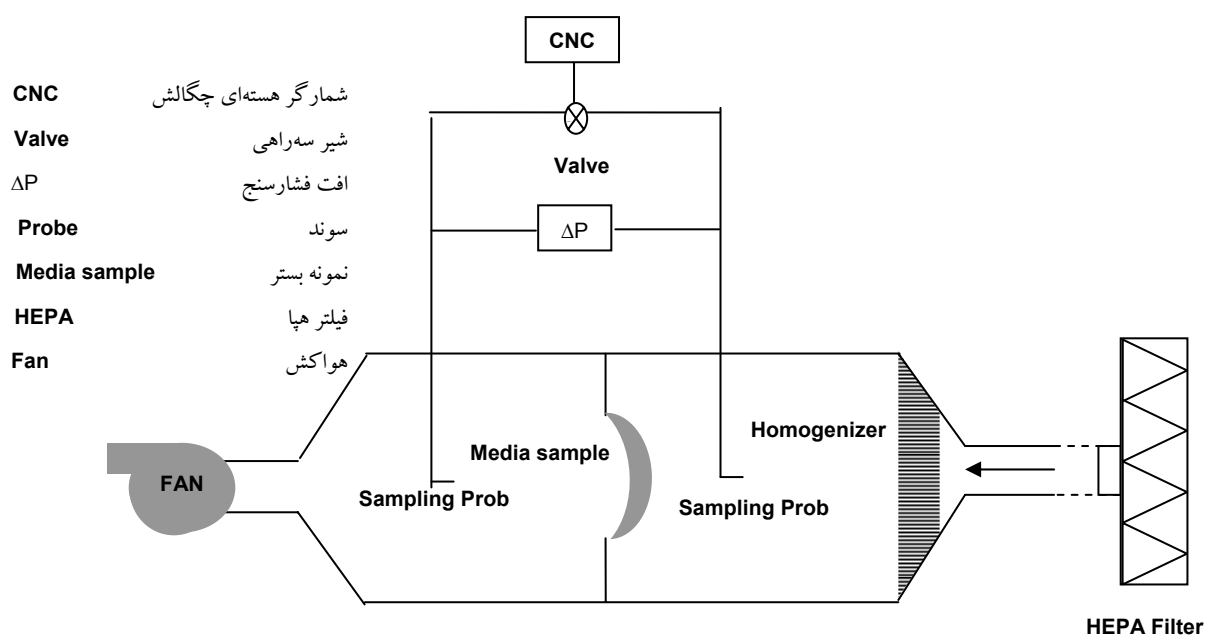 CNC
CNC شمارگر هسته‌ای چگالش
Valve شیر سه‌راهی
Valve
ΔP افت فشارسنج
ΔP
Probe سوند
Media sample نمونه بستر
HEPA فیلتر هپا
Fan هواکش
Homogenizer
Media sample
FAN
Sampling Prob
Sampling Prob
HEPA Filter